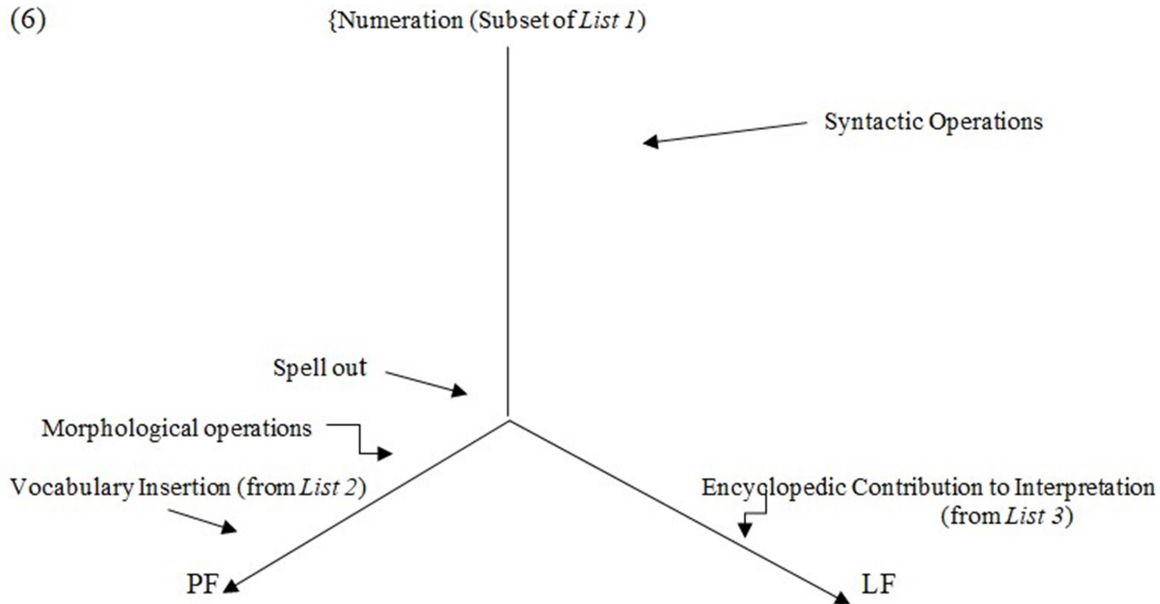 (6)
{Numeration (Subset of List 1)
Syntactic Operations
Spell out
Morphological operations
Vocabulary Insertion (from List 2)
Encyclopedic Contribution to Interpretation
(from List 3)
PF
LF